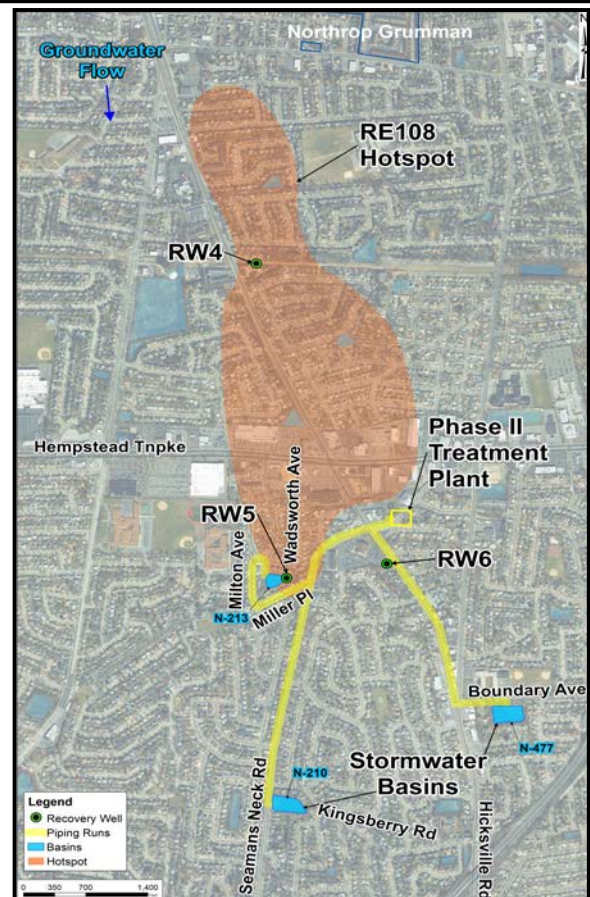 Northrop Grumman
N
Groundwater
Flow
RE108
Hotspot
RW4
Phase II
Treatment
Plant
Hempstead Tnpke
Wadsworth Ave
RW5
Milton Ave
RW6
N-213
Miller Pl
Boundary Ave
N-477
Stormwater
Basins
N-210
Kingsberry Rd
Seamans Neck Rd
Hicksville Rd
Legend
Recovery Well
Piping Runs
Basins
Hotspot
0 350 700 1,400